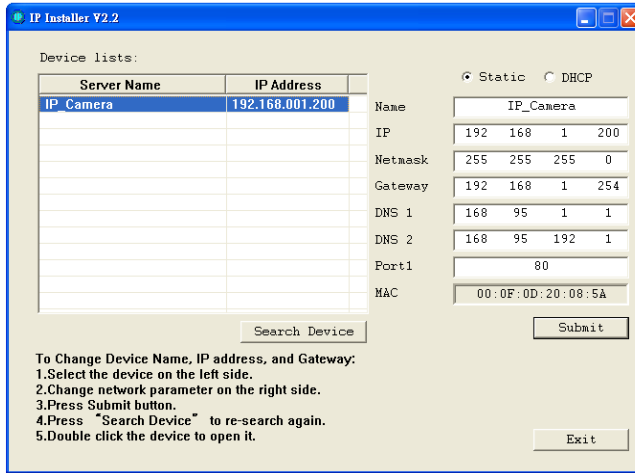 IP Installer V2.2
Device lists:
Server Name IP Address
IP_Camera 192.168.001.200
Static DHCP
Name IP_Camera
IP 192 168 1 200
Netmask 255 255 255 0
Gateway 192 168 1 254
DNS 1 168 95 1 1
DNS 2 168 95 192 1
Port1 80
MAC 00:0F:0D:20:08:5A
Search Device
Submit
To Change Device Name, IP address, and Gateway:
1.Select the device on the left side.
2.Change network parameter on the right side.
3.Press Submit button.
4.Press “Search Device” to re-search again.
5.Double click the device to open it.
Exit